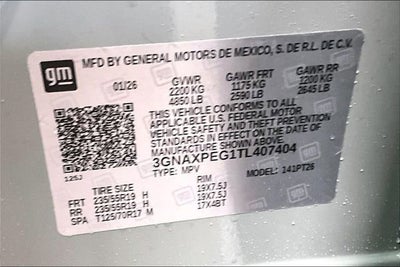 gm
MFD BY GENERAL MOTORS DE MEXICO, S. DE R.L. DE C.V.
01/26 GVWR GAWR FRT GAWR RR
2200 KG 1175 KG 1200 KG
4850 LB 2590 LB 2645 LB
THIS VEHICLE CONFORMS TO ALL
APPLICABLE U.S. FEDERAL MOTOR
VEHICLE SAFETY AND THEFT PREVENTION
STANDARDS IN EFFECT ON THE DATE OF
MANUFACTURE SHOWN ABOVE.
3GNAXPEG1TL407404
TYPE: MPV MODEL: 141PT26
125J
TIRE SIZE RIM
FRT 235/55R19 H 19X7.5J
RR 235/55R19 H 19X7.5J
SPA T125/70R17 M 17X4BT